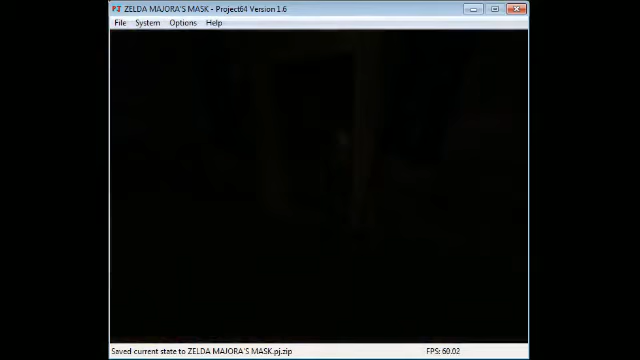 ZELDA MAJORA'S MASK - Project64 Version 1.6
File System Options Help
Saved current state to ZELDA MAJORA'S MASK.pj.zip FPS: 60.02